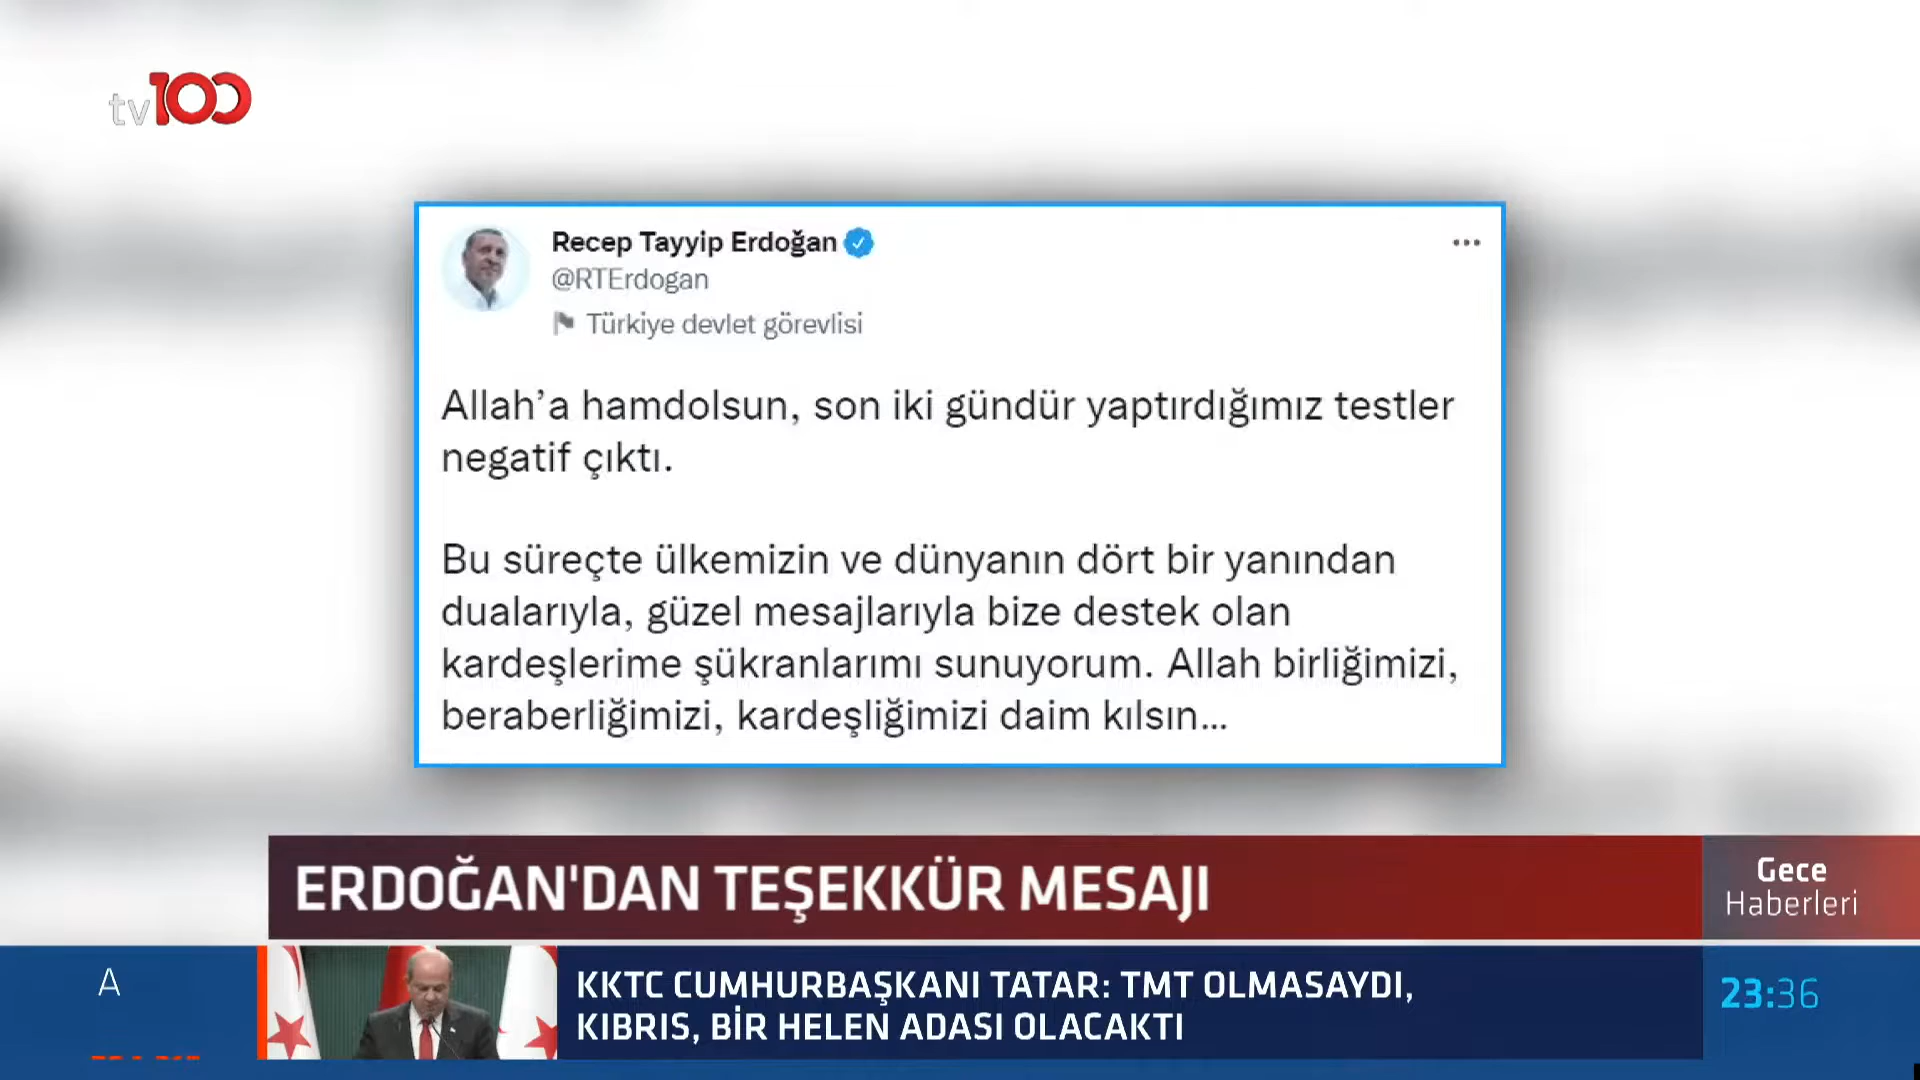 tv100
Recep Tayyip Erdoğan
@RTErdogan
Türkiye devlet görevlisi
Allah’a hamdolsun, son iki gündür yaptırdığımız testler
negatif çıktı.
Bu süreçte ülkemizin ve dünyanın dört bir yanından
dualarıyla, güzel mesajlarıyla bize destek olan
kardeşlerime şükranlarımı sunuyorum. Allah birliğimizi,
beraberliğimizi, kardeşliğimizi daim kılsın...
ERDOĞAN'DAN TEŞEKKÜR MESAJI
Gece
Haberleri
A
KKTC CUMHURBAŞKANI TATAR: TMT OLMASAYDI,
KIBRIS, BİR HELEN ADASI OLACAKTI
23:36